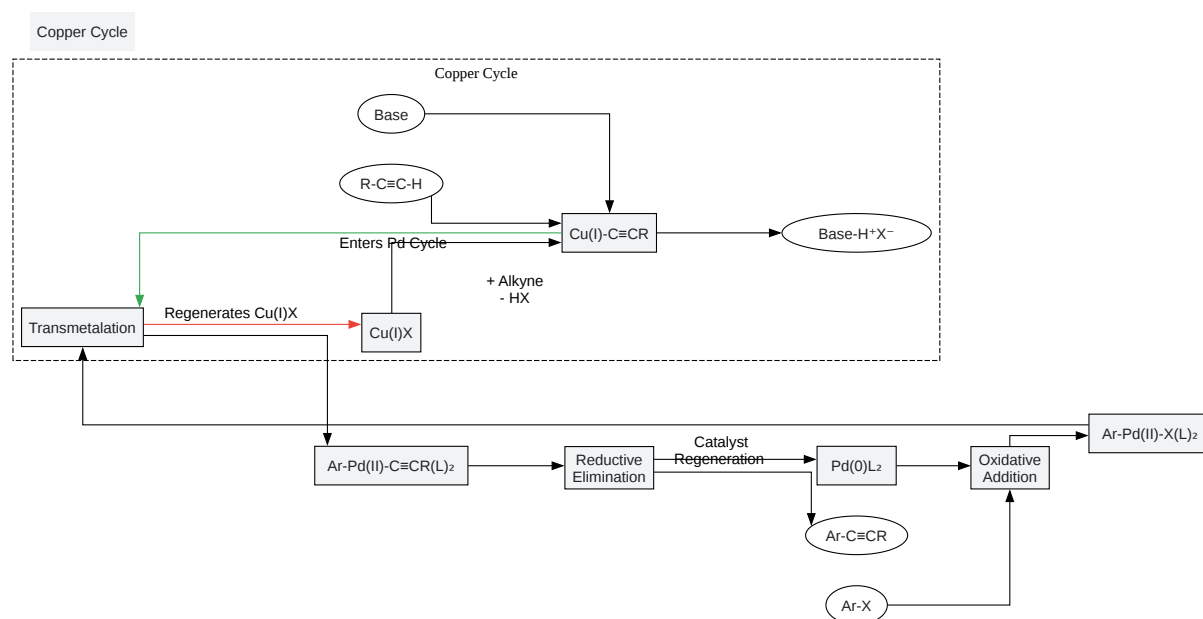 Copper Cycle
Copper Cycle
Base
R-C≡C-H
Cu(I)-C≡CR
Base-H⁺X⁻
Enters Pd Cycle
+ Alkyne
- HX
Regenerates Cu(I)X
Transmetalation
Cu(I)X
Ar-Pd(II)-X(L)₂
Catalyst
Regeneration
Ar-Pd(II)-C≡CR(L)₂
Reductive
Elimination
Pd(0)L₂
Oxidative
Addition
Ar-C≡CR
Ar-X